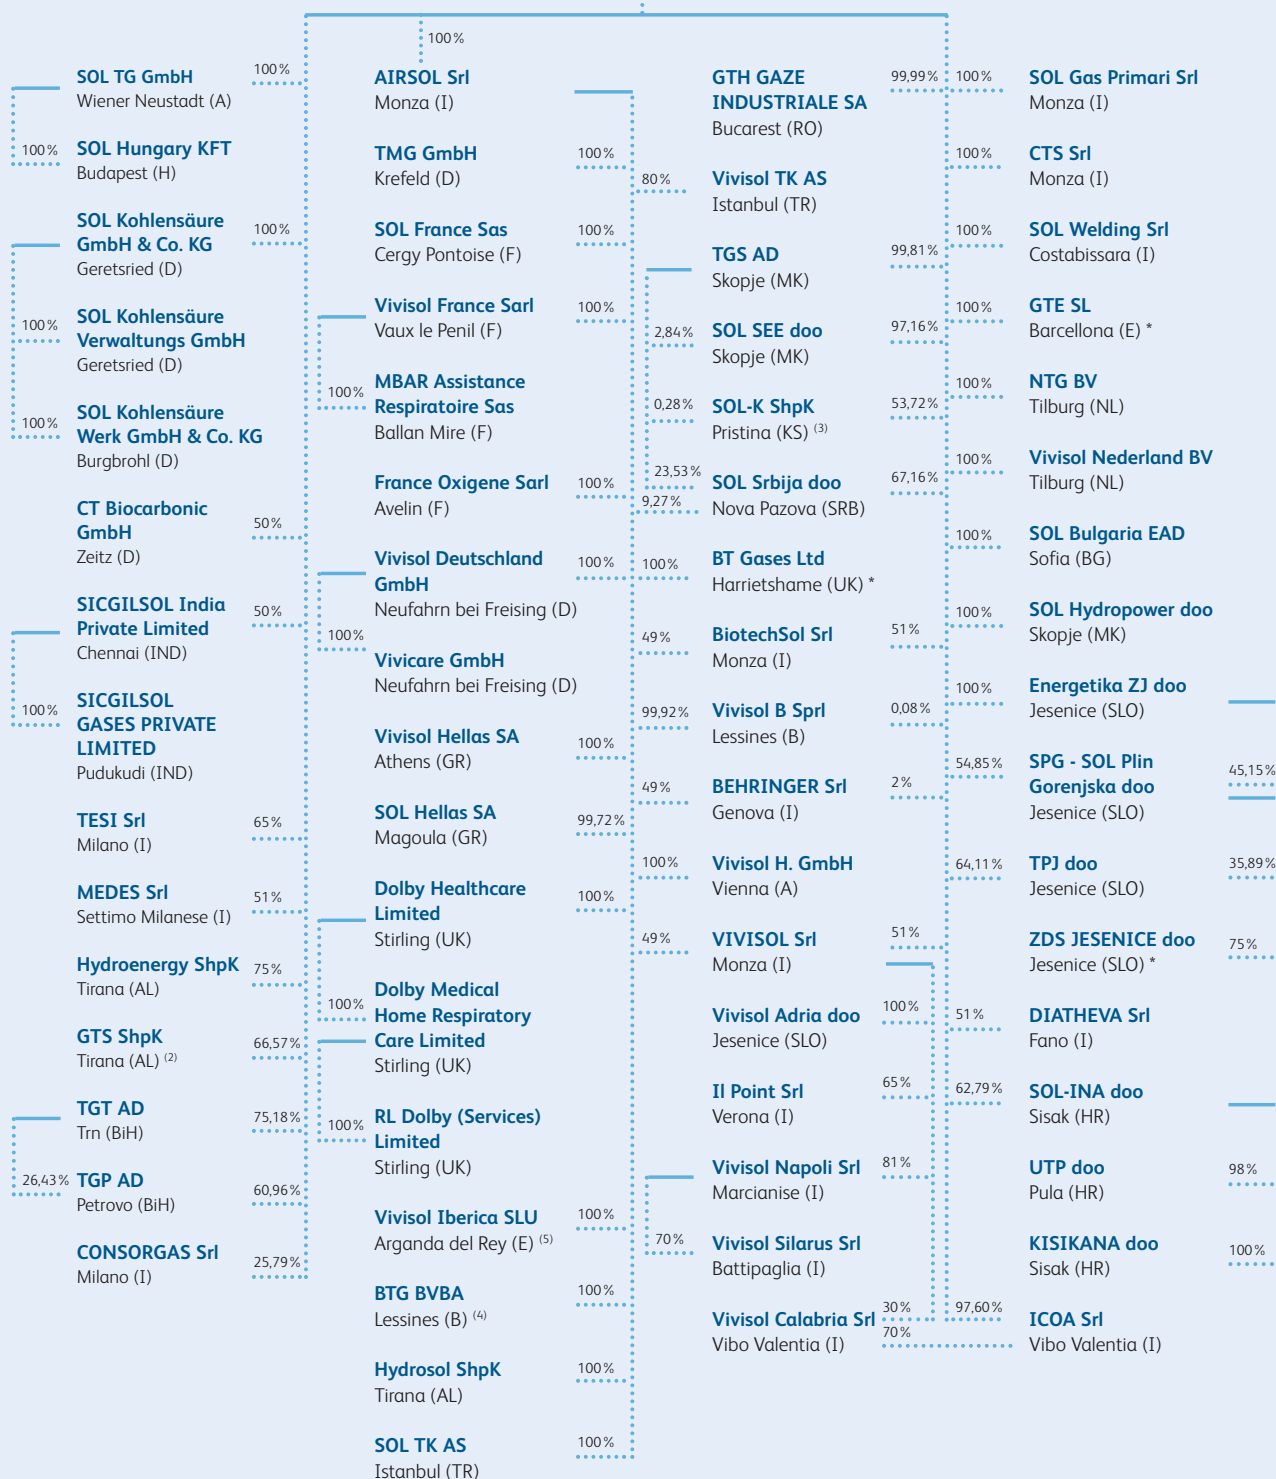 100%
SOL TG GmbH
100%
Wiener Neustadt (A)
100%
SOL Hungary KFT
Budapest (H)
SOL Kohlensäure
GmbH & Co. KG
100%
Geretsried (D)
100%
SOL Kohlensäure
Verwaltungs GmbH
Geretsried (D)
100%
SOL Kohlensäure
Werk GmbH & Co. KG
Burgbrohl (D)
CT Biocarbonic
GmbH
50%
Zeitz (D)
SICGILSOL India
Private Limited
50%
Chennai (IND)
100%
SICGILSOL
GASES PRIVATE
LIMITED
Pudukudi (IND)
TESI Srl
65%
Milano (I)
MEDES Srl
51%
Settimo Milanese (I)
Hydroenergy ShpK
75%
Tirana (AL)
GTS ShpK
66,57%
Tirana (AL) (2)
TGT AD
75,18%
Trn (BiH)
26,43%
TGP AD
60,96%
Petrovo (BiH)
CONSORGAS Srl
25,79%
Milano (I)
AIRSOL Srl
Monza (I)
TMG GmbH
100%
Krefeld (D)
SOL France Sas
100%
Cergy Pontoise (F)
Vivisol France Sarl
100%
Vaux le Penil (F)
100%
MBAR Assistance
Respiratoire Sas
Ballan Mire (F)
France Oxigene Sarl
100%
Avelin (F)
Vivisol Deutschland
GmbH
100%
Neufahrn bei Freising (D)
100%
Vivicare GmbH
Neufahrn bei Freising (D)
Vivisol Hellas SA
100%
Athens (GR)
SOL Hellas SA
99,72%
Magoula (GR)
Dolby Healthcare
Limited
100%
Stirling (UK)
100%
Dolby Medical
Home Respiratory
Care Limited
Stirling (UK)
100%
RL Dolby (Services)
Limited
Stirling (UK)
Vivisol Iberica SLU
100%
Arganda del Rey (E) (5)
BTG BVBA
100%
Lessines (B) (4)
Hydrosol ShpK
100%
Tirana (AL)
SOL TK AS
100%
Istanbul (TR)
GTH GAZE
INDUSTRIALE SA
99,99%
Bucarest (RO)
80%
Vivisol TK AS
Istanbul (TR)
TGS AD
99,81%
Skopje (MK)
2,84%
SOL SEE doo
97,16%
Skopje (MK)
0,28%
SOL-K ShpK
53,72%
Pristina (KS) (3)
23,53%
9,27%
SOL Srbija doo
67,16%
Nova Pazova (SRB)
100%
BT Gases Ltd
Harrietshame (UK) *
49%
BiotechSol Srl
51%
Monza (I)
99,92%
Vivisol B Sprl
0,08%
Lessines (B)
49%
BEHRINGER Srl
2%
Genova (I)
100%
Vivisol H. GmbH
Vienna (A)
49%
VIVISOL Srl
51%
Monza (I)
Vivisol Adria doo
100%
Jesenice (SLO)
Il Point Srl
65%
Verona (I)
Vivisol Napoli Srl
81%
Marcianise (I)
70%
Vivisol Silarus Srl
Battipaglia (I)
Vivisol Calabria Srl
30%
70%
Vibo Valentia (I)
100%
SOL Gas Primari Srl
Monza (I)
100%
CTS Srl
Monza (I)
100%
SOL Welding Srl
Costabissara (I)
100%
GTE SL
Barcellona (E) *
100%
NTG BV
Tilburg (NL)
100%
Vivisol Nederland BV
Tilburg (NL)
100%
SOL Bulgaria EAD
Sofia (BG)
100%
SOL Hydropower doo
Skopje (MK)
100%
Energetika ZJ doo
Jesenice (SLO)
54,85%
SPG - SOL Plin
Gorenjska doo
45,15%
Jesenice (SLO)
64,11%
TPJ doo
35,89%
Jesenice (SLO)
ZDS JESENICE doo
75%
Jesenice (SLO) *
51%
DIATHEVA Srl
Fano (I)
62,79%
SOL-INA doo
Sisak (HR)
UTP doo
98%
Pula (HR)
KISIKANA doo
100%
Sisak (HR)
97,60%
ICOA Srl
Vibo Valentia (I)